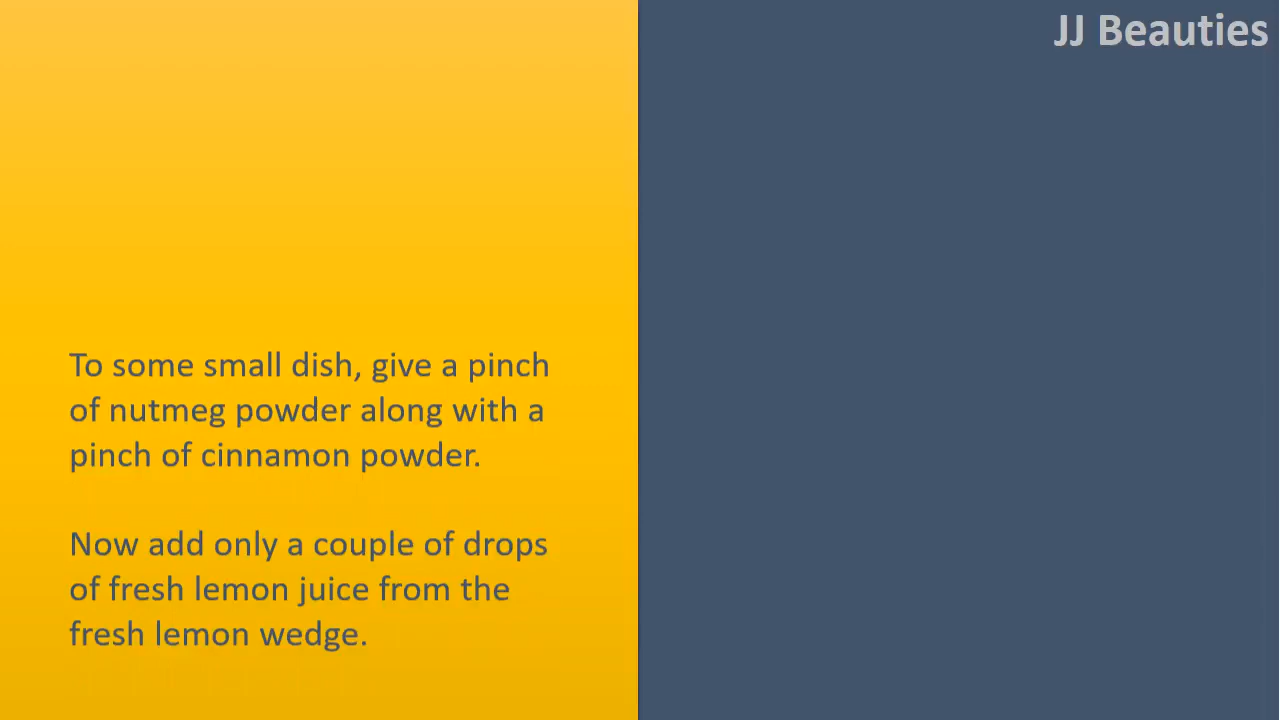 JJ Beauties
To some small dish, give a pinch
of nutmeg powder along with a
pinch of cinnamon powder.
Now add only a couple of drops
of fresh lemon juice from the
fresh lemon wedge.